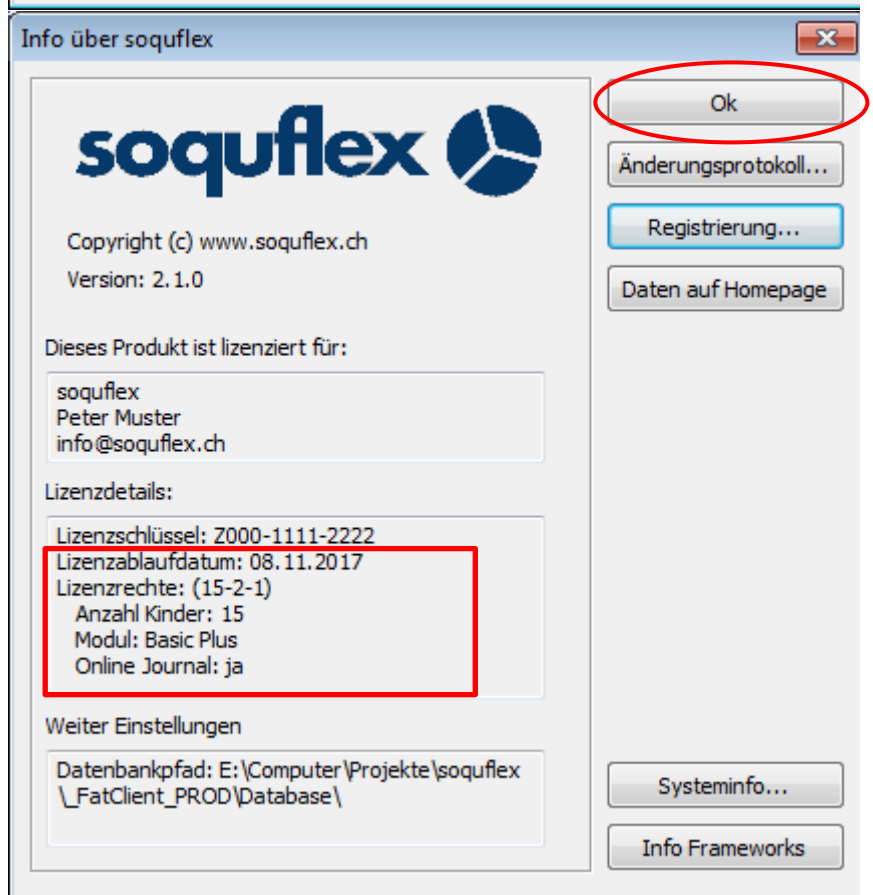 Info über soquflex
soquflex
Copyright (c) www.soquflex.ch
Version: 2.1.0
Dieses Produkt ist lizenziert für:
soquflex
Peter Muster
info@soquflex.ch
Lizenzdetails:
Lizenzschlüssel: Z000-1111-2222
Lizenzablaufdatum: 08.11.2017
Lizenzrechte: (15-2-1)
Anzahl Kinder: 15
Modul: Basic Plus
Online Journal: ja
Weiter Einstellungen
Datenbankpfad: E:\Computer\Projekte\soquflex
\_FatClient_PROD\Database\
Ok
Änderungsprotokoll...
Registrierung...
Daten auf Homepage
Systeminfo...
Info Frameworks